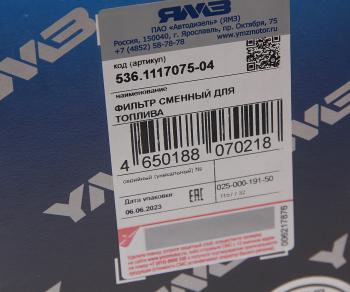 ЯМЗ
ПАО «Автодизель» (ЯМЗ)
Россия, 150040, г. Ярославль, пр. Октября, 75
+7 (4852) 58-78-78
www.ymzmotor.ru
код (артикул)
536.1117075-04
наименование
ФИЛЬТР СМЕННЫЙ ДЛЯ
ТОПЛИВА
4 650188 070218
серийный (уникальный) №
Дата упаковки
06.06.2023
EAC
025-000-191-50
006217876
ЯМЗ
YMZ